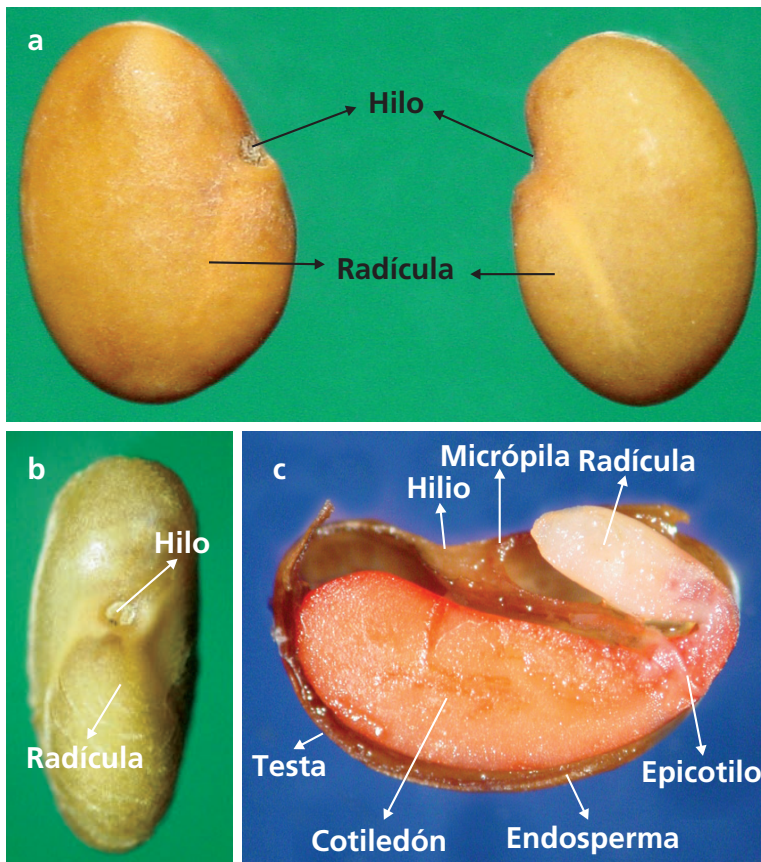 a
Hilo
Radícula
b
Hilo
Radícula
c
Micrópila Radícula
Hilio
Testa
Epicotilo
Cotiledón
Endosperma